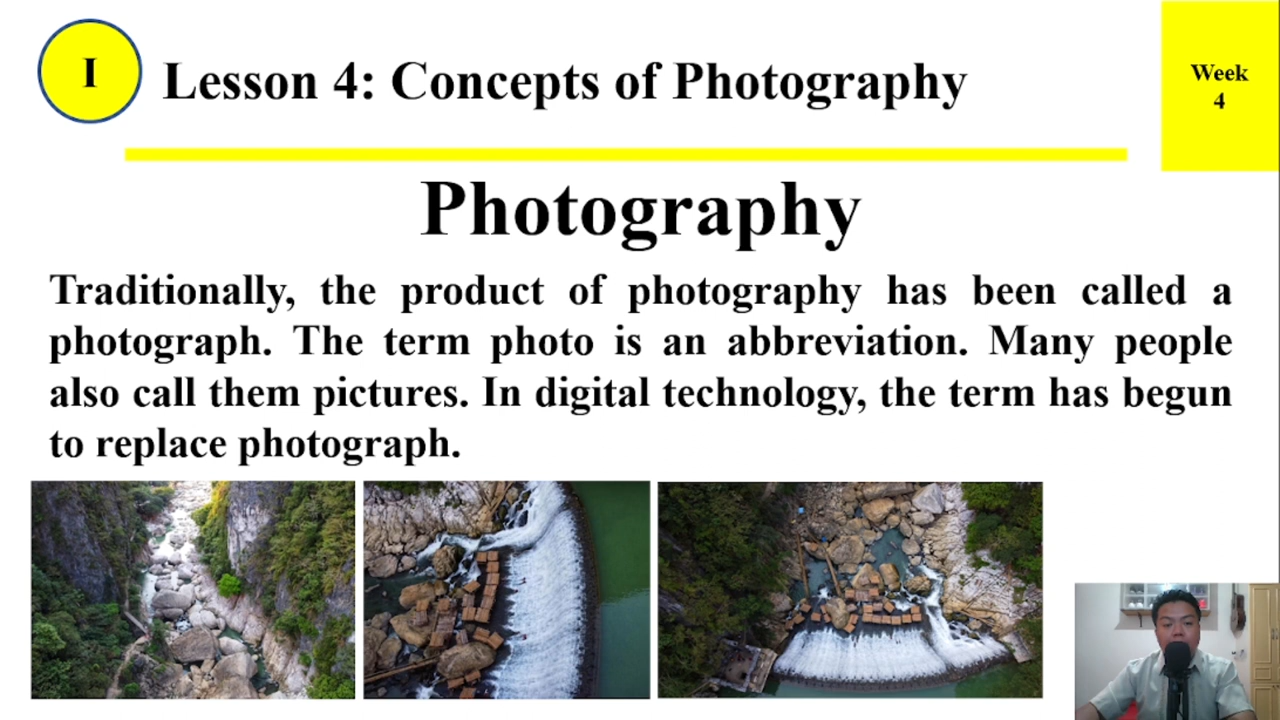 I
Lesson 4: Concepts of Photography
Week
4
Photography
Traditionally, the product of photography has been called a
photograph. The term photo is an abbreviation. Many people
also call them pictures. In digital technology, the term has begun
to replace photograph.